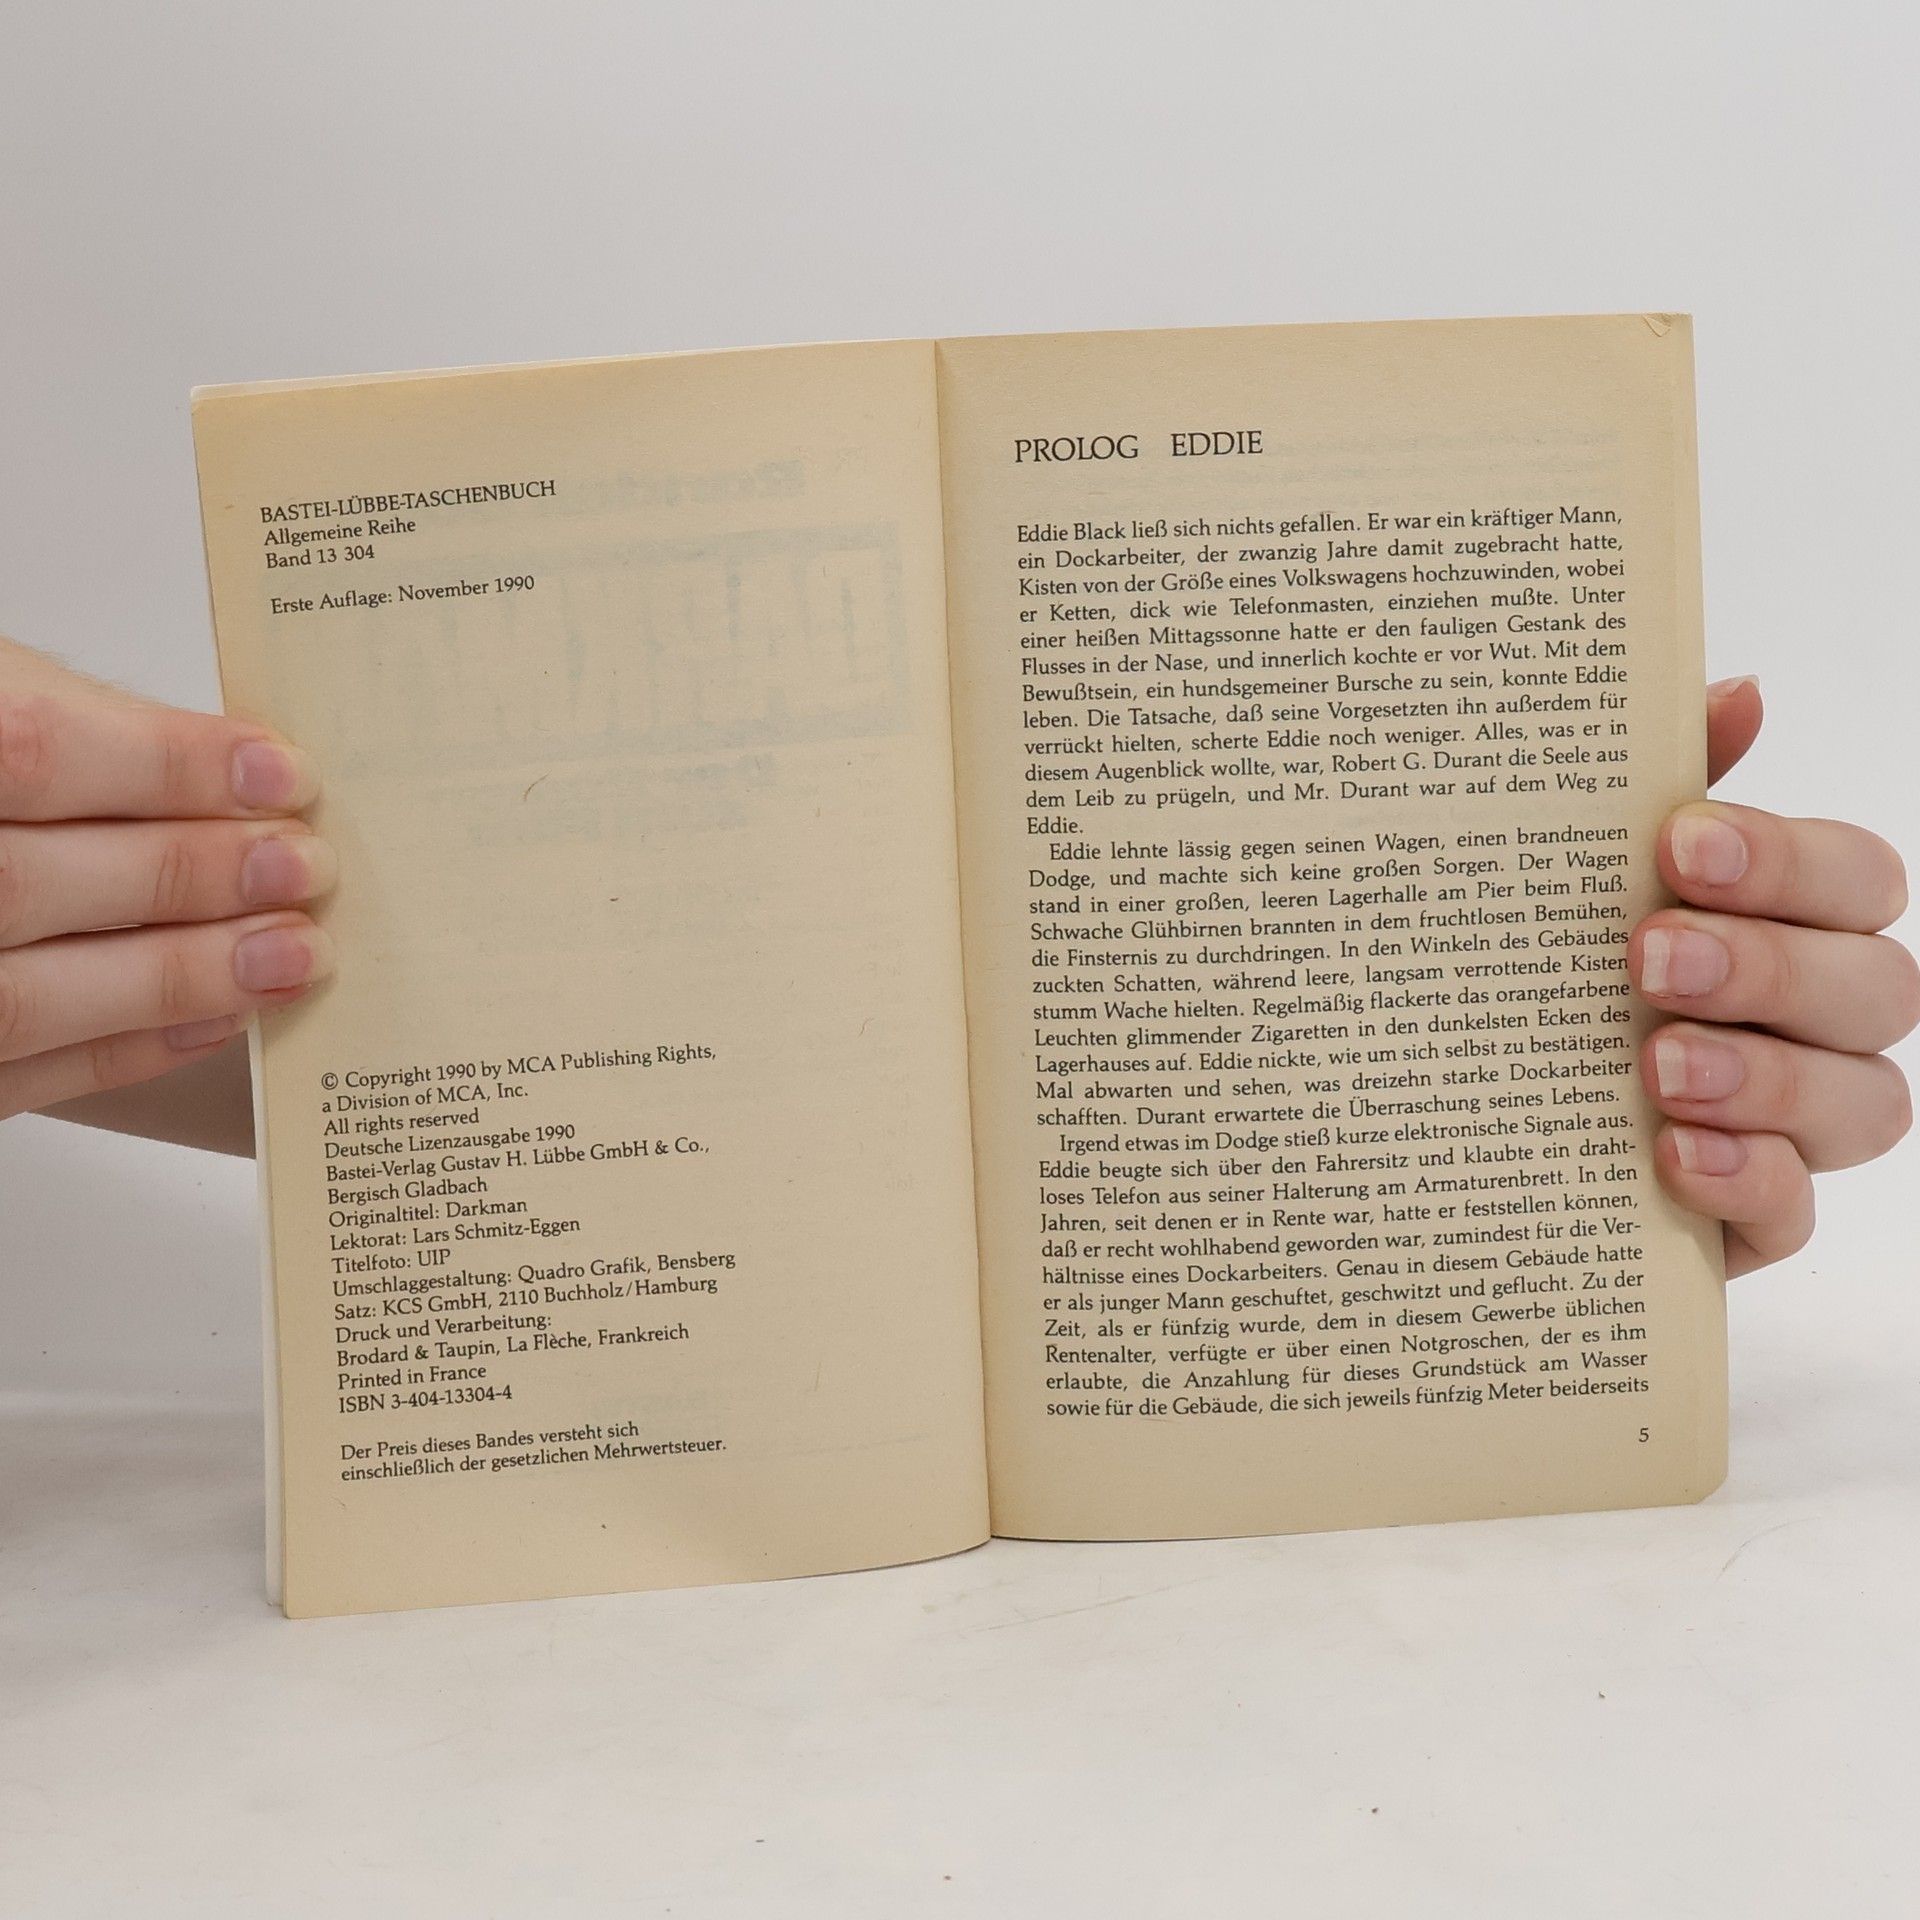 BASTEI-LÜBBE-TASCHENBUCH
Allgemeine Reihe
Band 13 304
Erste Auflage: November 1990
© Copyright 1990 by MCA Publishing Rights,
a Division of MCA, Inc.
All rights reserved
Deutsche Lizenzausgabe 1990
Bastei-Verlag Gustav H. Lübbe GmbH & Co.,
Bergisch Gladbach
Originaltitel: Darkman
Lektorat: Lars Schmitz-Eggen
Titelfoto: UIP
Umschlaggestaltung: Quadro Grafik, Bensberg
Satz: KCS GmbH, 2110 Buchholz/Hamburg
Druck und Verarbeitung:
Brodard & Taupin, La Flèche, Frankreich
Printed in France
ISBN 3-404-13304-4
Der Preis dieses Bandes versteht sich
einschließlich der gesetzlichen Mehrwertsteuer.
PROLOG EDDIE
Eddie Black ließ sich nichts gefallen. Er war ein kräftiger Mann,
ein Dockarbeiter, der zwanzig Jahre damit zugebracht hatte,
Kisten von der Größe eines Volkswagens hochzuwinden, wobei
er Ketten, dick wie Telefonmasten, einziehen mußte. Unter
einer heißen Mittagssonne hatte er den fauligen Gestank des
Flusses in der Nase, und innerlich kochte er vor Wut. Mit dem
Bewußtsein, ein hundsgemeiner Bursche zu sein, konnte Eddie
leben. Die Tatsache, daß seine Vorgesetzten ihn außerdem für
verrückt hielten, scherte Eddie noch weniger. Alles, was er in
diesem Augenblick wollte, war, Robert G. Durant die Seele aus
dem Leib zu prügeln, und Mr. Durant war auf dem Weg zu
Eddie.
Eddie lehnte lässig gegen seinen Wagen, einen brandneuen
Dodge, und machte sich keine großen Sorgen. Der Wagen
stand in einer großen, leeren Lagerhalle am Pier beim Fluß.
Schwache Glühbirnen brannten in dem fruchtlosen Bemühen,
die Finsternis zu durchdringen. In den Winkeln des Gebäudes
zuckten Schatten, während leere, langsam verrottende Kisten
stumm Wache hielten. Regelmäßig flackerte das orangefarbene
Leuchten glimmender Zigaretten in den dunkelsten Ecken des
Lagerhauses auf. Eddie nickte, wie um sich selbst zu bestätigen.
Mal abwarten und sehen, was dreizehn starke Dockarbeiter
schafften. Durant erwartete die Überraschung seines Lebens.
Irgend etwas im Dodge stieß kurze elektronische Signale aus.
Eddie beugte sich über den Fahrersitz und klaubte ein draht-
loses Telefon aus seiner Halterung am Armaturenbrett. In den
Jahren, seit denen er in Rente war, hatte er feststellen können,
daß er recht wohlhabend geworden war, zumindest für die Ver-
hältnisse eines Dockarbeiters. Genau in diesem Gebäude hatte
er als junger Mann geschuftet, geschwitzt und geflucht. Zu der
Zeit, als er fünfzig wurde, dem in diesem Gewerbe üblichen
Rentenalter, verfügte er über einen Notgroschen, der es ihm
erlaubte, die Anzahlung für dieses Grundstück am Wasser
sowie für die Gebäude, die sich jeweils fünfzig Meter beiderseits
5